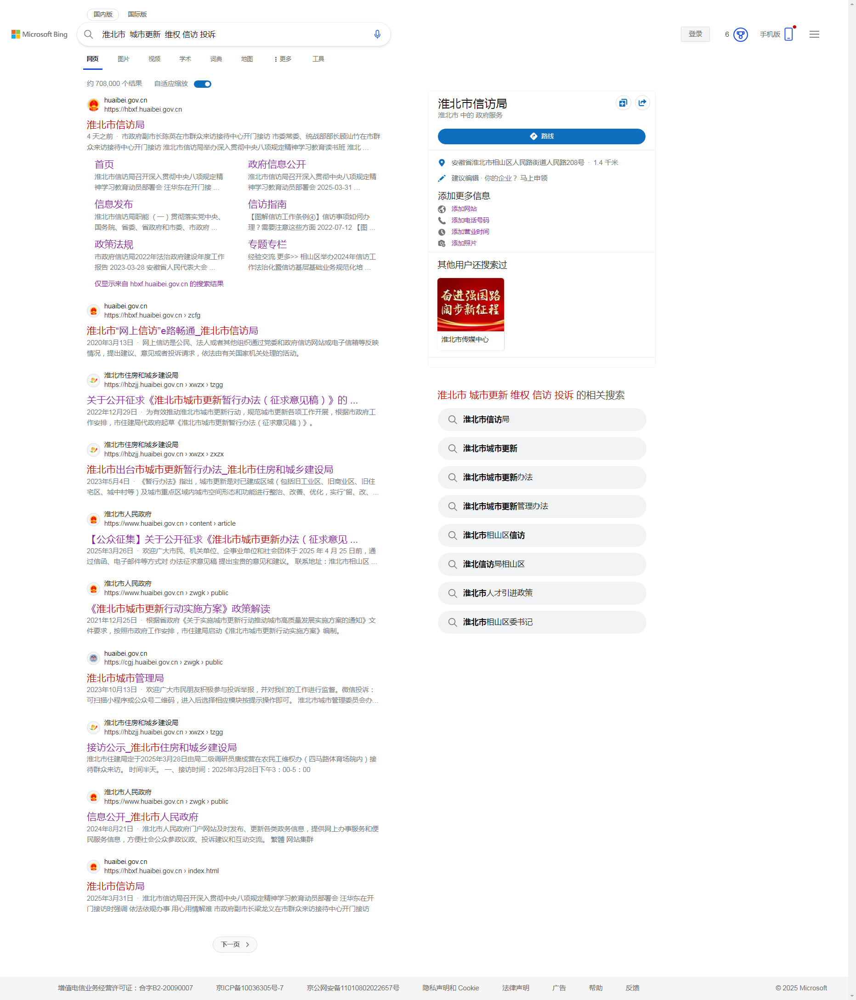 国内版 国际版
Microsoft Bing 淮北市 城市更新 维权 信访 投诉 登录 6 手机版
网页 图片 视频 学术 词典 地图 更多 工具
约 708,000 个结果 自适应缩放
huaibei.gov.cn
https://hbxf.huaibei.gov.cn
淮北市信访局
4 天之前 · 市政府副市长陈英在市群众来访接待中心开门接访 市委常委、统战部部长顾汕竹在市群
众来访接待中心开门接访 淮北市信访局举办深入贯彻中央八项规定精神学习教育读书班 淮北 ...
首页
淮北市信访局召开深入贯彻中央八项规定精
神学习教育动员部署会 汪华东在开门接 ...
政府信息公开
淮北市信访局召开深入贯彻中央八项规定精
神学习教育动员部署会 2025-03-31 ...
信息发布
淮北市信访局职能 （一）贯彻落实党中央、
国务院、省委、省政府和市委、市政府 ...
信访指南
【图解信访工作条例④】信访事项如何办
理？需要注意这些方面 2022-07-12 【图 ...
政策法规
市政府信访局2022年法治政府建设年度工作
报告 2023-03-28 安徽省人民代表大会 ...
专题专栏
经验交流 更多>> 相山区举办2024年信访工
作法治化暨信访基层基础业务规范化培 ...
仅显示来自 hbxf.huaibei.gov.cn 的搜索结果
huaibei.gov.cn
https://hbxf.huaibei.gov.cn › zcfg
淮北市“网上信访”e路畅通_淮北市信访局
2020年3月13日 · 网上信访是公民、法人或者其他组织通过党委和政府信访网站或电子信箱等反映
情况，提出建议、意见或者投诉请求，依法由有关国家机关处理的活动。
淮北市住房和城乡建设局
https://hbzjj.huaibei.gov.cn › xwzx › tzgg
关于公开征求《淮北市城市更新暂行办法（征求意见稿）》的 ...
2022年12月29日 · 为有效推动淮北市城市更新行动，规范城市更新各项工作开展，根据市政府工
作安排，市住建局代政府起草《淮北市城市更新暂行办法（征求意见稿）》。
淮北市住房和城乡建设局
https://hbzjj.huaibei.gov.cn › xwzx › zxzx
淮北市出台市城市更新暂行办法_淮北市住房和城乡建设局
2023年5月4日 · 《暂行办法》指出，城市更新是对已建成区域（包括旧工业区、旧商业区、旧住
宅区、城中村等）及城市重点区域内城市空间形态和功能进行整治、改善、优化，实行“留、改、...
淮北市人民政府
https://www.huaibei.gov.cn › content › article
【公众征集】关于公开征求《淮北市城市更新办法（征求意见 ...
2025年3月26日 · 欢迎广大市民、机关单位、企事业单位和社会团体于 2025 年 4 月 25 日前，通
过信函、电子邮件等方式对 办法征求意见稿 提出宝贵的意见和建议。 联系地址：淮北市相山区 ...
淮北市人民政府
https://www.huaibei.gov.cn › zwgk › public
《淮北市城市更新行动实施方案》政策解读
2021年12月25日 · 根据省政府《关于实施城市更新行动推动城市高质量发展实施方案的通知》文
件要求，按照市政府工作安排，市住建局启动《淮北市城市更新行动实施方案》编制。
huaibei.gov.cn
https://cgj.huaibei.gov.cn › zwgk › public
淮北市城市管理局
2023年10月13日 · 欢迎广大市民朋友积极参与投诉举报，并对我们的工作进行监督。微信投诉：
可扫描小程序或公众号二维码，进入后选择相应模块按提示操作即可。 淮北市城市管理委员会办...
淮北市住房和城乡建设局
https://hbzjj.huaibei.gov.cn › xwzx › tzgg
接访公示_淮北市住房和城乡建设局
淮北市住建局定于2025年3月28日由局二级调研员唐成营在农民工维权办（四马路体育场院内）接
待群众来访。 时间半天。 一、接访时间：2025年3月28日下午3：00-5：00
淮北市人民政府
https://www.huaibei.gov.cn › zwgk › public
信息公开_淮北市人民政府
2024年8月21日 · 淮北市人民政府门户网站及时发布、更新各类政务信息，提供网上办事服务和便
民服务信息，方便社会公众参政议政、投诉建议和互动交流。 繁體 网站集群
huaibei.gov.cn
https://hbxf.huaibei.gov.cn › index.html
淮北市信访局
2025年3月31日 · 淮北市信访局召开深入贯彻中央八项规定精神学习教育动员部署会 汪华东在开
门接访时强调 依法依规办事 用心用情解难 市政府副市长梁龙义在市群众来访接待中心开门接访
下一页
淮北市信访局
淮北市 中的 政府服务
路线
安徽省淮北市相山区人民路街道人民路208号 · 1.4 千米
建议编辑 · 你的企业？ 马上申领
添加更多信息
添加网站
添加电话号码
添加营业时间
添加照片
其他用户还搜索过
奋进强国路
阔步新征程
淮北市传媒中心
淮北市 城市更新 维权 信访 投诉 的相关搜索
淮北市信访局
淮北市城市更新
淮北市城市更新办法
淮北市城市更新管理办法
淮北市相山区信访
淮北信访局相山区
淮北市人才引进政策
淮北市相山区委书记
增值电信业务经营许可证：合字B2-20090007 京ICP备10036305号-7 京公网安备11010802022657号 隐私声明和 Cookie 法律声明 广告 帮助 反馈 © 2025 Microsoft